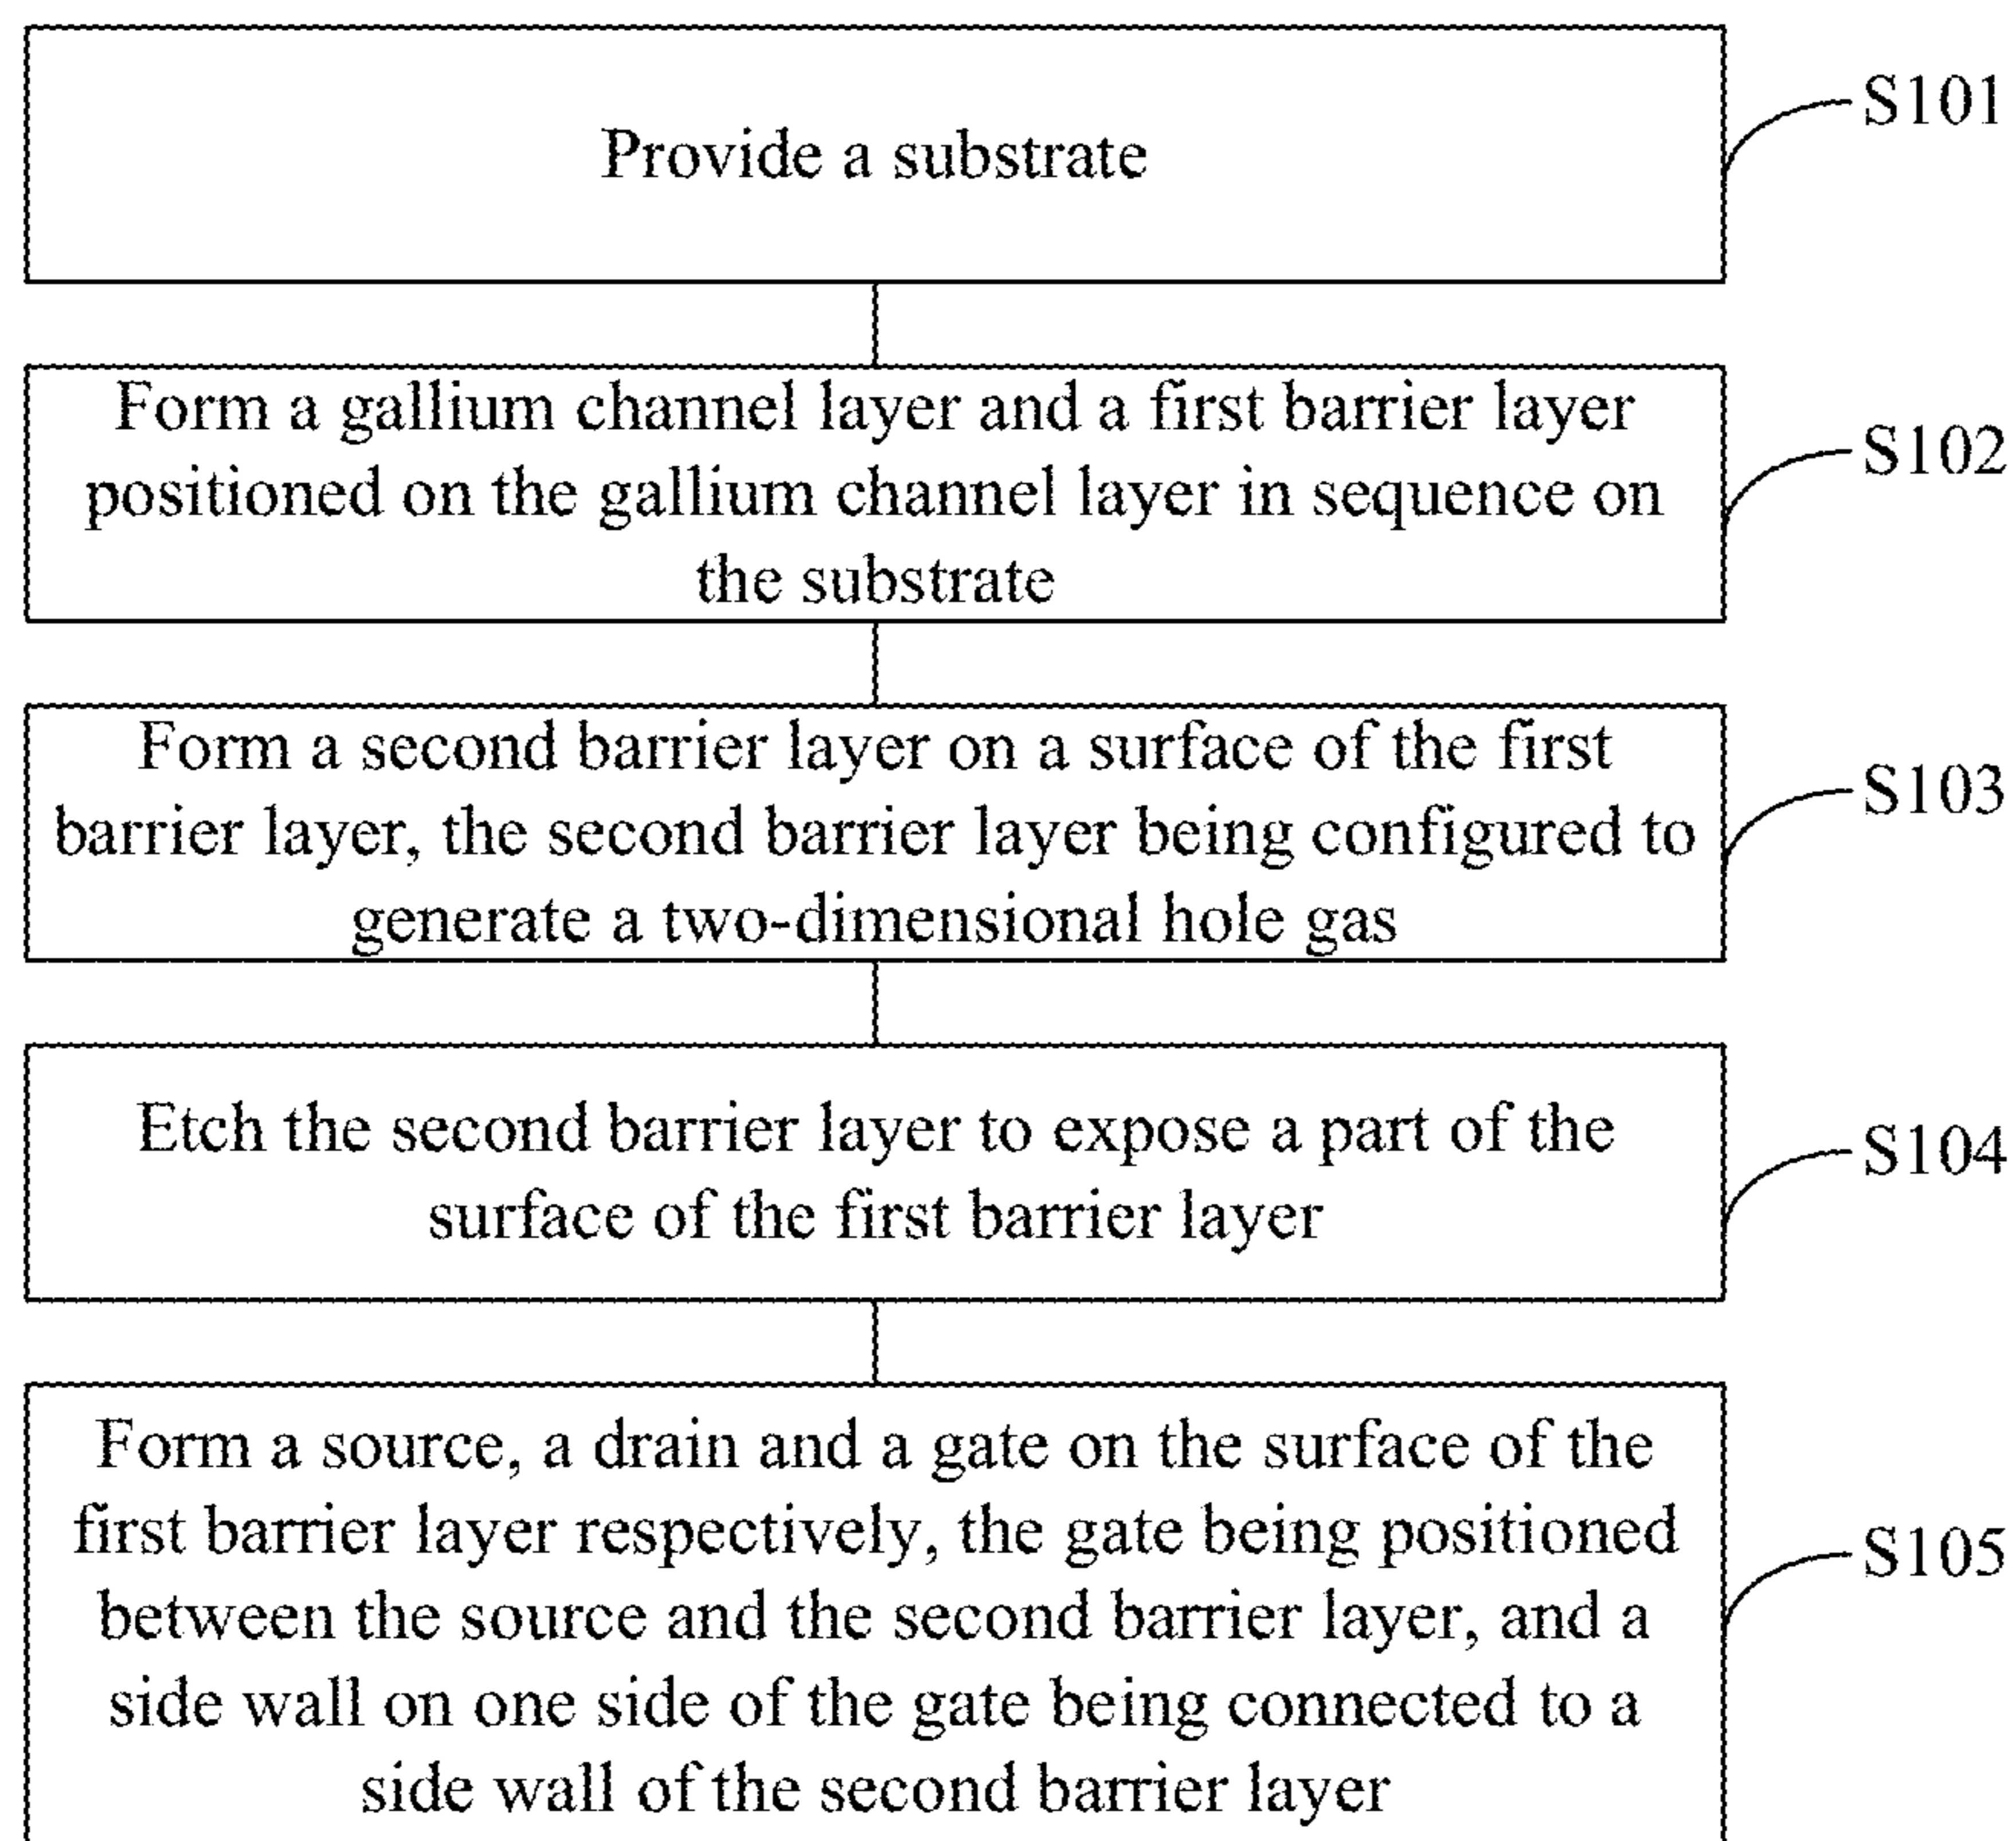 Provide a substrate
S101
Form a gallium channel layer and a first barrier layer
positioned on the gallium channel layer in sequence on
the substrate
S102
Form a second barrier layer on a surface of the first
barrier layer, the second barrier layer being configured to
generate a two-dimensional hole gas
S103
Etch the second barrier layer to expose a part of the
surface of the first barrier layer
S104
Form a source, a drain and a gate on the surface of the
first barrier layer respectively, the gate being positioned
between the source and the second barrier layer, and a
side wall on one side of the gate being connected to a
side wall of the second barrier layer
S105